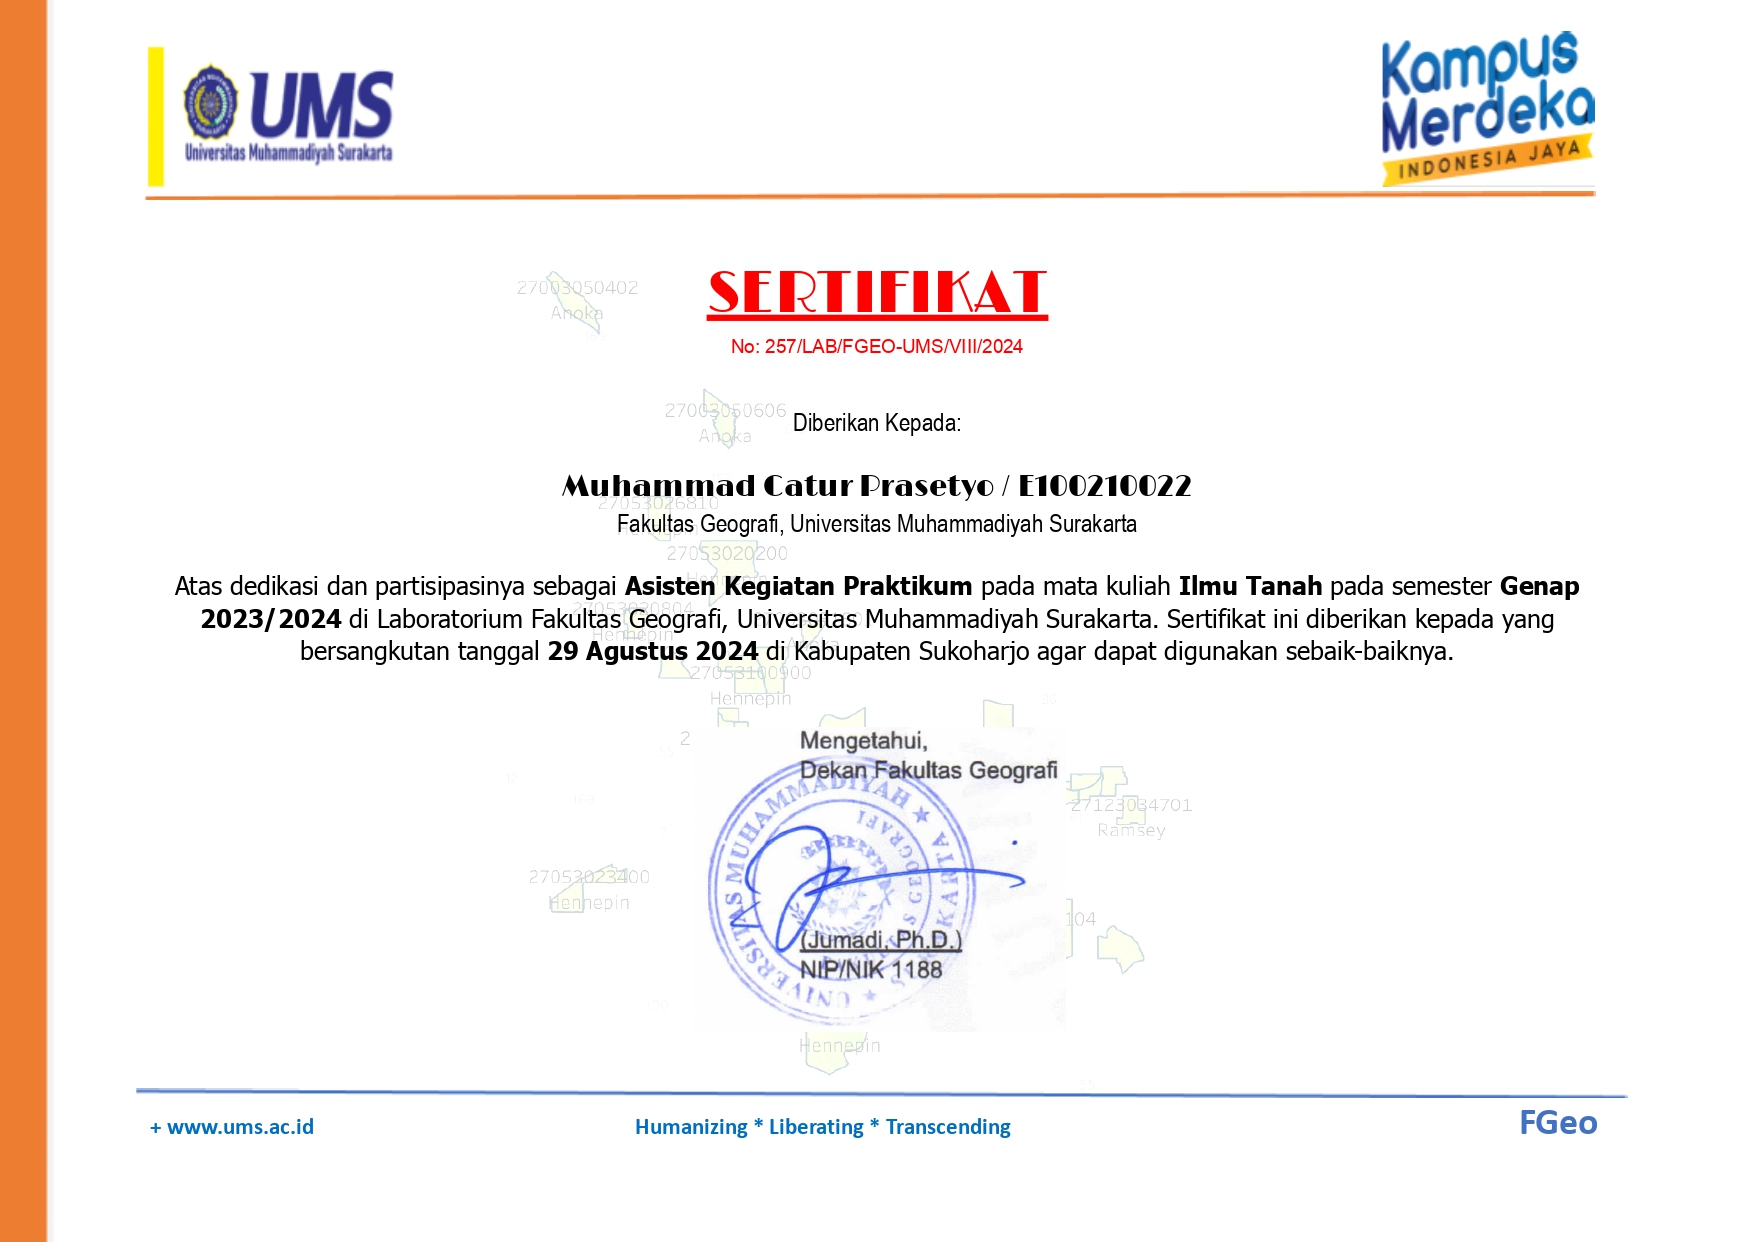 UMS
Universitas Muhammadiyah Surakarta
Kampus
Merdeka
INDONESIA JAYA
SERTIFIKAT
No: 257/LAB/FGEO-UMS/VIII/2024
27003050402
Anoka
27003050606
Anoka
Diberikan Kepada:
Muhammad Catur Prasetyo / E100210022
27053026810
Fakultas Geografi, Universitas Muhammadiyah Surakarta
27053020200
Hennepin
Atas dedikasi dan partisipasinya sebagai Asisten Kegiatan Praktikum pada mata kuliah Ilmu Tanah pada semester Genap
2023/2024 di Laboratorium Fakultas Geografi, Universitas Muhammadiyah Surakarta. Sertifikat ini diberikan kepada yang
Hennepin
Anoka
bersangkutan tanggal 29 Agustus 2024 di Kabupaten Sukoharjo agar dapat digunakan sebaik-baiknya.
27053100900
Hennepin
2
Mengetahui,
Dekan Fakultas Geografi
UNIVERSITAS MUHAMMADIYAH SURAKARTA
FAKULTAS GEOGRAFI
27123034701
Ramsey
27053023400
Hennepin
104
(Jumadi, Ph.D.)
NIP/NIK 1188
Hennepin
+ www.ums.ac.id
Humanizing * Liberating * Transcending
FGeo